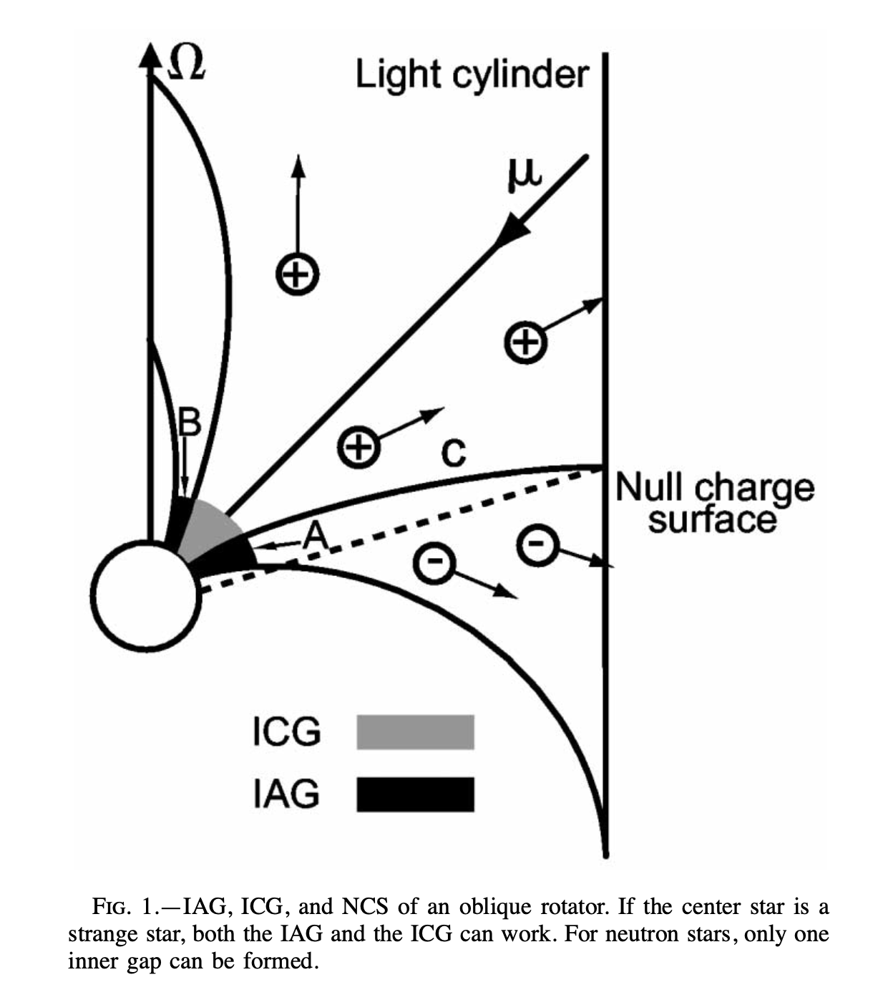 Ω
Light cylinder
μ
+
+
B
+
C
Null charge
surface
A
-
-
ICG
IAG
FIG. 1.—IAG, ICG, and NCS of an oblique rotator. If the center star is a
strange star, both the IAG and the ICG can work. For neutron stars, only one
inner gap can be formed.